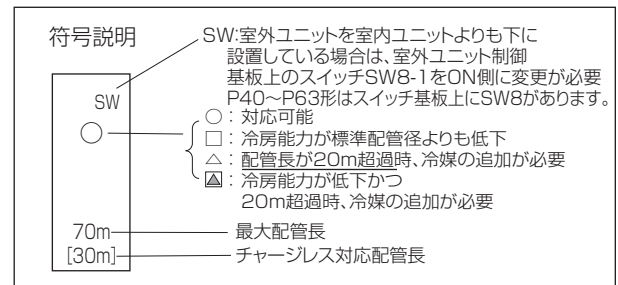 符号説明
SW:室外ユニットを室内ユニットよりも下に
設置している場合は、室外ユニット制御
基板上のスイッチSW8-1をON側に変更が必要
P40～P63形はスイッチ基板上にSW8があります。
SW
○
○：対応可能
□：冷房能力が標準配管径よりも低下
△：配管長が20m超過時、冷媒の追加が必要
：冷房能力が低下かつ
20m超過時、冷媒の追加が必要
70m 最大配管長
[30m] チャージレス対応配管長